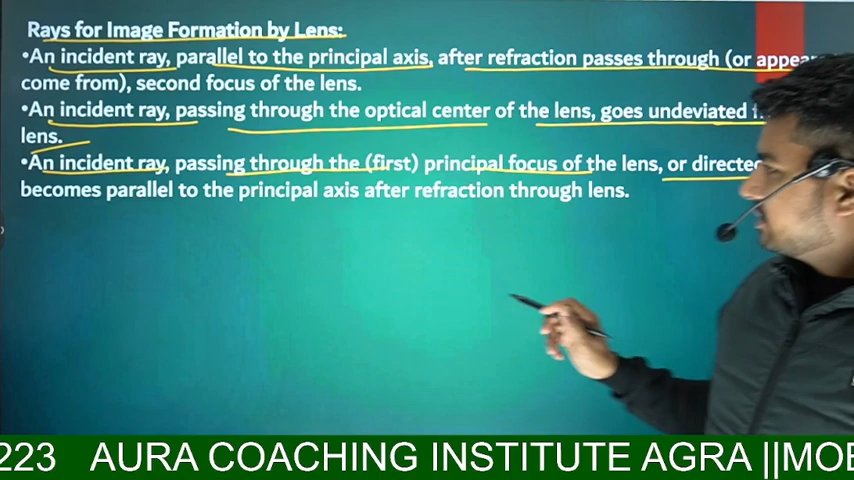 Rays for Image Formation by Lens:
•An incident ray, parallel to the principal axis, after refraction passes through (or
come from), second focus of the lens.
•An incident ray, passing through the optical center of the lens, goes undeviated
lens.
•An incident ray, passing through the (first) principal focus of the lens, or directed
becomes parallel to the principal axis after refraction through lens.
223 AURA COACHING INSTITUTE AGRA ||